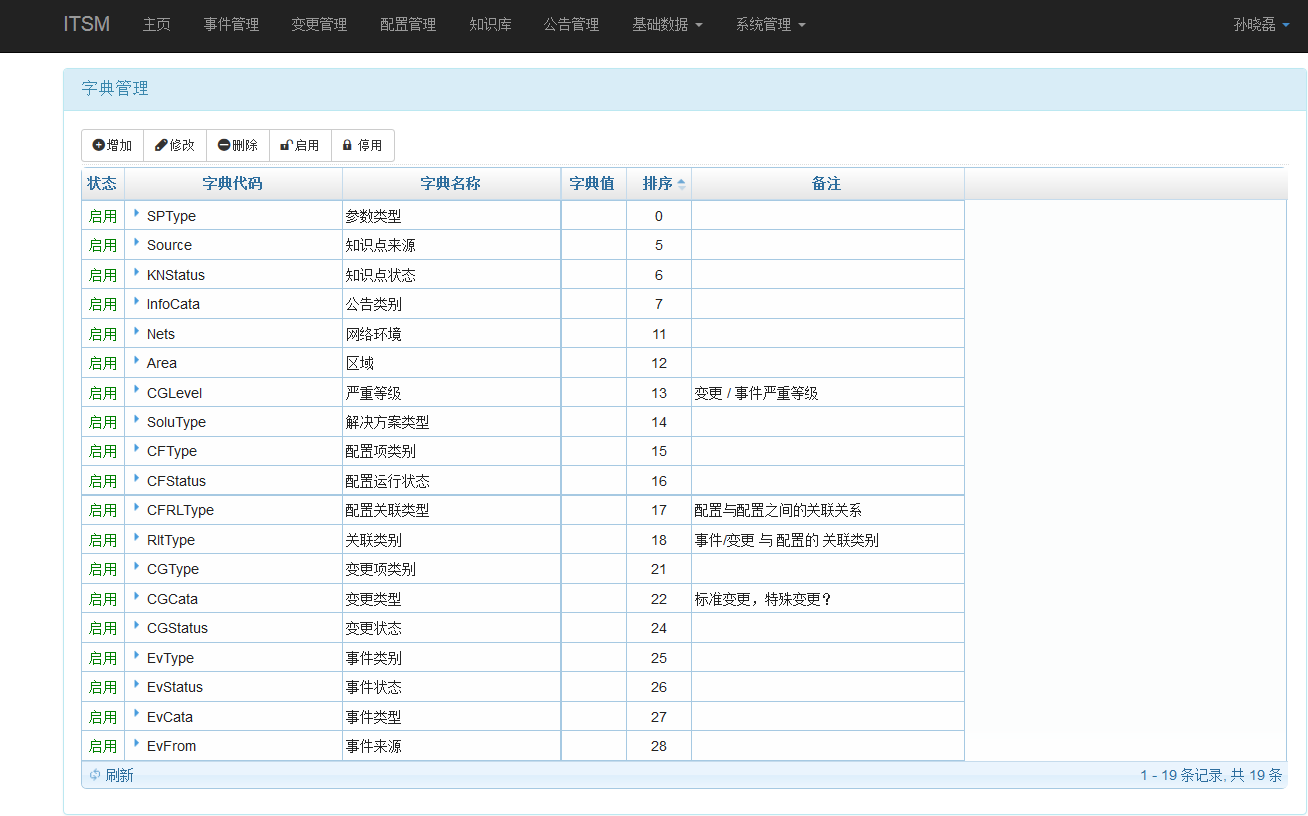 ITSM 主页 事件管理 变更管理 配置管理 知识库 公告管理 基础数据 系统管理 孙晓磊
字典管理
增加 修改 删除 启用 停用
状态 字典代码 字典名称 字典值 排序 备注
启用 SPType 参数类型 0
启用 Source 知识点来源 5
启用 KNStatus 知识点状态 6
启用 InfoCata 公告类别 7
启用 Nets 网络环境 11
启用 Area 区域 12
启用 CGLevel 严重等级 13 变更 / 事件严重等级
启用 SoluType 解决方案类型 14
启用 CFType 配置项类别 15
启用 CFStatus 配置运行状态 16
启用 CFRLType 配置关联类型 17 配置与配置之间的关联关系
启用 RltType 关联类别 18 事件/变更 与 配置的 关联类别
启用 CGType 变更项类别 21
启用 CGCata 变更类型 22 标准变更，特殊变更？
启用 CGStatus 变更状态 24
启用 EvType 事件类别 25
启用 EvStatus 事件状态 26
启用 EvCata 事件类型 27
启用 EvFrom 事件来源 28
刷新 1 - 19 条记录, 共 19 条